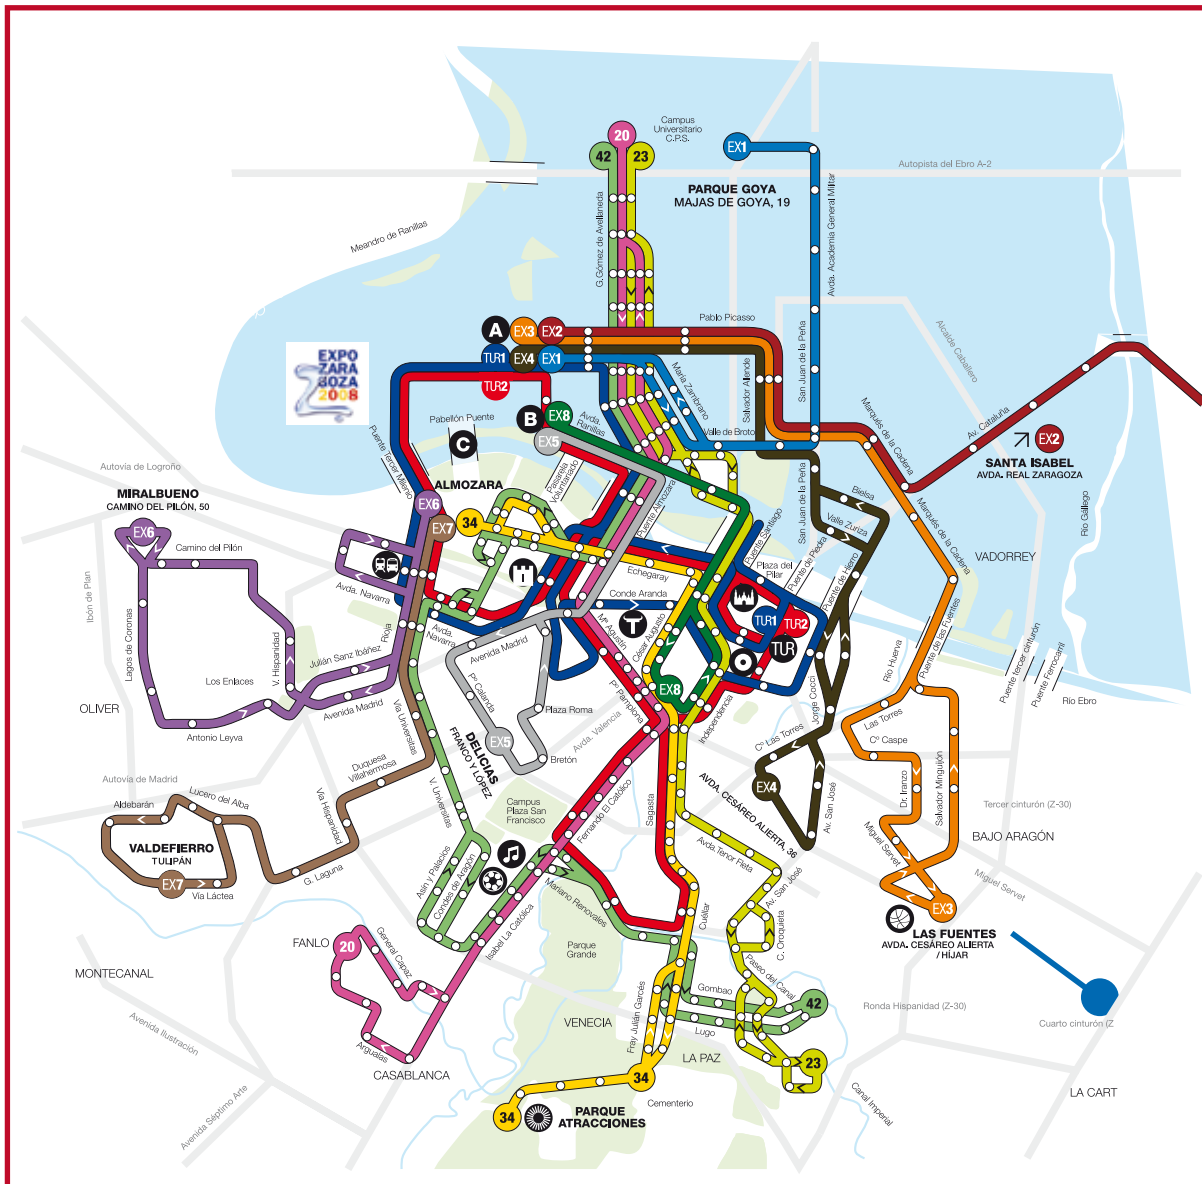 Campus
Universitario
C.P.S.
20
42
23
EX1
Autopista del Ebro A-2
PARQUE GOYA
MAJAS DE GOYA, 19
G.Gómez de Avellaneda
Avda. Academia General Militar
Meandro de Ranillas
Pablo Picasso
A
EX3
EX2
TUR1
EX4
EX1
TUR2
EXPO
ZARA
GOZA
2008
Alcalde Caballero
San Juan de la Peña
Salvador Allende
María Zambrano
Valle de Broto
Marqués de la Cadena
Av. Cataluña
EX2
SANTA ISABEL
AVDA. REAL ZARAGOZA
Pabellón Puente
B
EX8
EX5
Avda.
Ranillas
C
Puente Tercer Milenio
Pasarela
Voluntariado
Puente Almozara
ALMOZARA
Autovia de Logroño
MIRALBUENO
CAMINO DEL PILÓN, 50
EX6
EX6
EX7
34
Camino del Pilón
San Juan de la Peña
Bielsa
Valle Zuriza
Marqués de la Cadena
VADORREY
Río Gállego
Puente Santiago
Plaza del
Pilar
Puente de Piedra
Puente de Hierro
Echegaray
Conde Aranda
Ibón de Plan
Lagos de Coronas
V. Hispanidad
Avda. Navarra
Rioja
Avda.
Navarra
Avenida Madrid
Mª Agustín
T
César Augusto
TUR1
TUR2
TUR
Julián Sanz Ibáñez
Los Enlaces
Avenida Madrid
OLIVER
Antonio Leyva
Vía Universitas
Pº Calanda
Plaza Roma
EX5
Bretón
Pº Pamplona
Avda. Valencia
EX8
Independencia
Jorge Cocci
Río Huerva
Puente de las Fuentes
Puente tercer cinturón
Puente Ferrocarril
Río Ebro
Las Torres
Cº Caspe
Cº Las Torres
DELICIAS
FRANCO Y LÓPEZ
Autovia de Madrid
Duquesa
Villahermosa
Aldebarán
Lucero del Alba
Vía Hispanidad
VALDEFIERRO
TULIPÁN
EX7
Vía Láctea
G. Laguna
V. Universitas
Campus
Plaza San
Francisco
Fernando El Católico
Sagasta
EX4
AVDA. CESÁREO ALIERTA, 36
Av. San José
Dr. Iranzo
Salvador Minguijón
Tercer cinturón (Z-30)
BAJO ARAGÓN
Miguel Servet
Miguel Servet
EX3
LAS FUENTES
AVDA. CESÁREO ALIERTA
/ HÍJAR
Avda Tenor Fleta
Av. San José
C. Oroquieta
Asín y Palacios
Condes de Aragón
Mariano Renovales
Isabel La Católica
Cuéllar
FANLO
20
General Capaz
Parque
Grande
Paseo del Canal
Gombao
42
Lugo
MONTECANAL
Avenida Ilustración
Argualas
CASABLANCA
VENECIA
Fray Julián Garcés
LA PAZ
23
Ronda Hispanidad (Z-30)
Cuarto cinturón (Z
Avenida Séptimo Arte
34
34
PARQUE
ATRACCIONES
Cementerio
Canal Imperial
LA CART